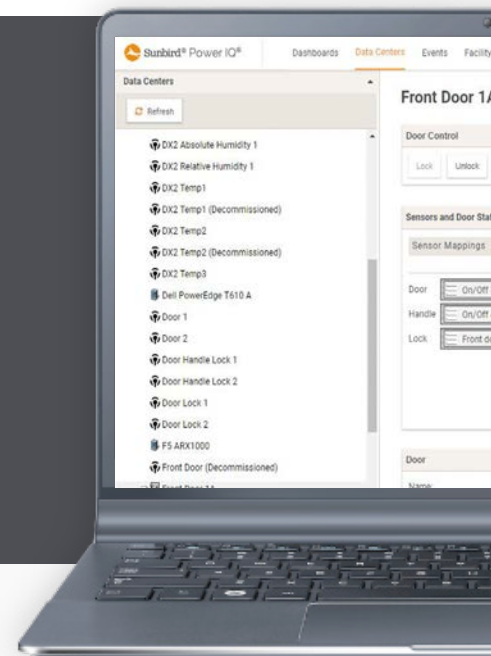 Sunbird® Power IQ®
Dashboards Data Centers Events Facility
Data Centers
Refresh
DX2 Absolute Humidity 1
DX2 Relative Humidity 1
DX2 Temp1
DX2 Temp1 (Decommissioned)
DX2 Temp2
DX2 Temp2 (Decommissioned)
DX2 Temp3
Dell PowerEdge T610 A
Door 1
Door 2
Door Handle Lock 1
Door Handle Lock 2
Door Lock 1
Door Lock 2
F5 ARX1000
Front Door (Decommissioned)
Front Door 1A
Front Door 1A
Door Control
Lock Unlock
Sensors and Door Stat
Sensor Mappings
Door On/Off
Handle On/Off
Lock Front do
Door
Name: